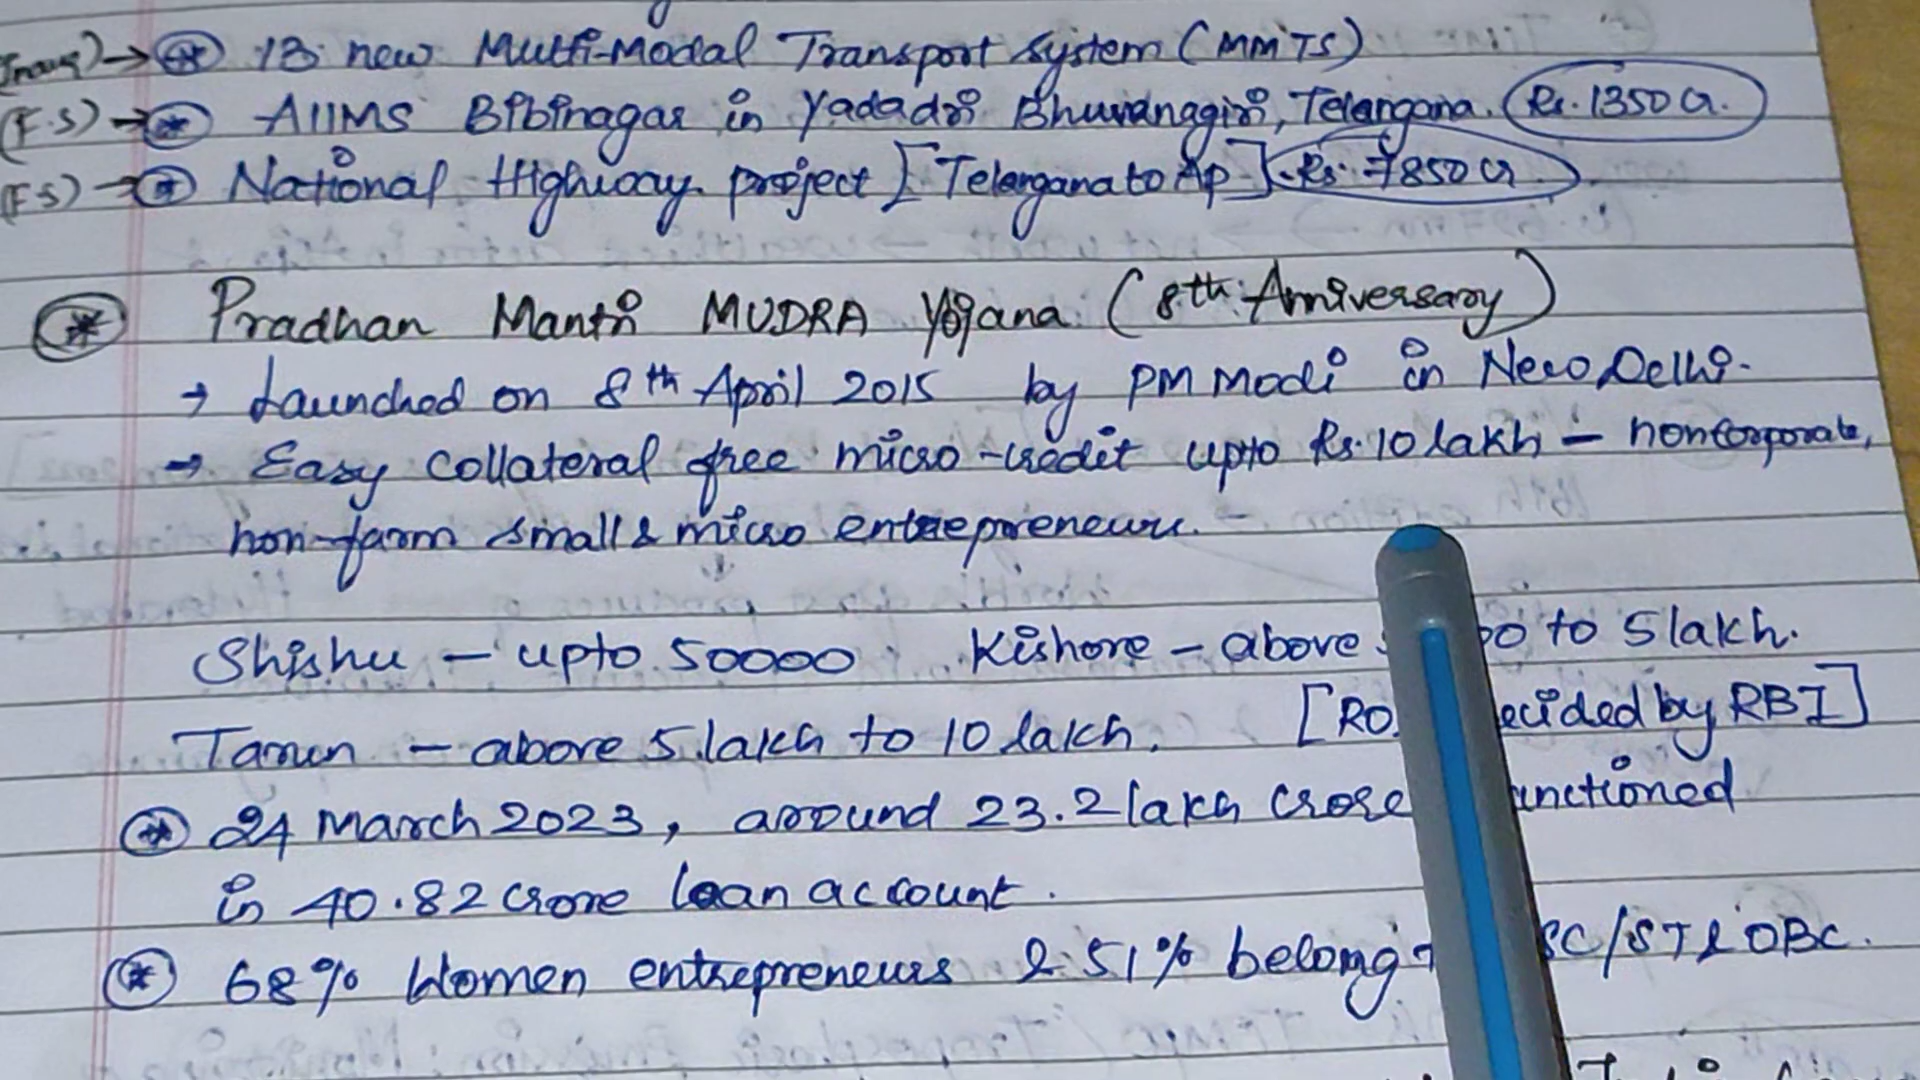 (Inaug) → * 13 new Multi-Modal Transport System (MMTS)
(F.S) → * AIIMS Bibinagar in Yadadri Bhuvanagiri, Telangana. Rs. 1350 Cr.
(F.S) → * National Highway project [Telangana to AP] Rs. 7850 Cr
* Pradhan Mantri MUDRA Yojana (8th Anniversary)
→ Launched on 8th April 2015 by PM Modi in New Delhi.
→ Easy collateral free micro-credit upto Rs. 10 lakh - noncorporate,
non-farm small & micro entrepreneurs.
Shishu - upto 50000 Kishore - above to 5 lakh.
Tarun - above 5 lakh to 10 lakh. [RO ecided by RBI]
* 24 March 2023, around 23.2 lakh crore anctioned
in 40.82 crore loan account.
* 68% Women entrepreneurs & 51% belong SC/ST & OBC.